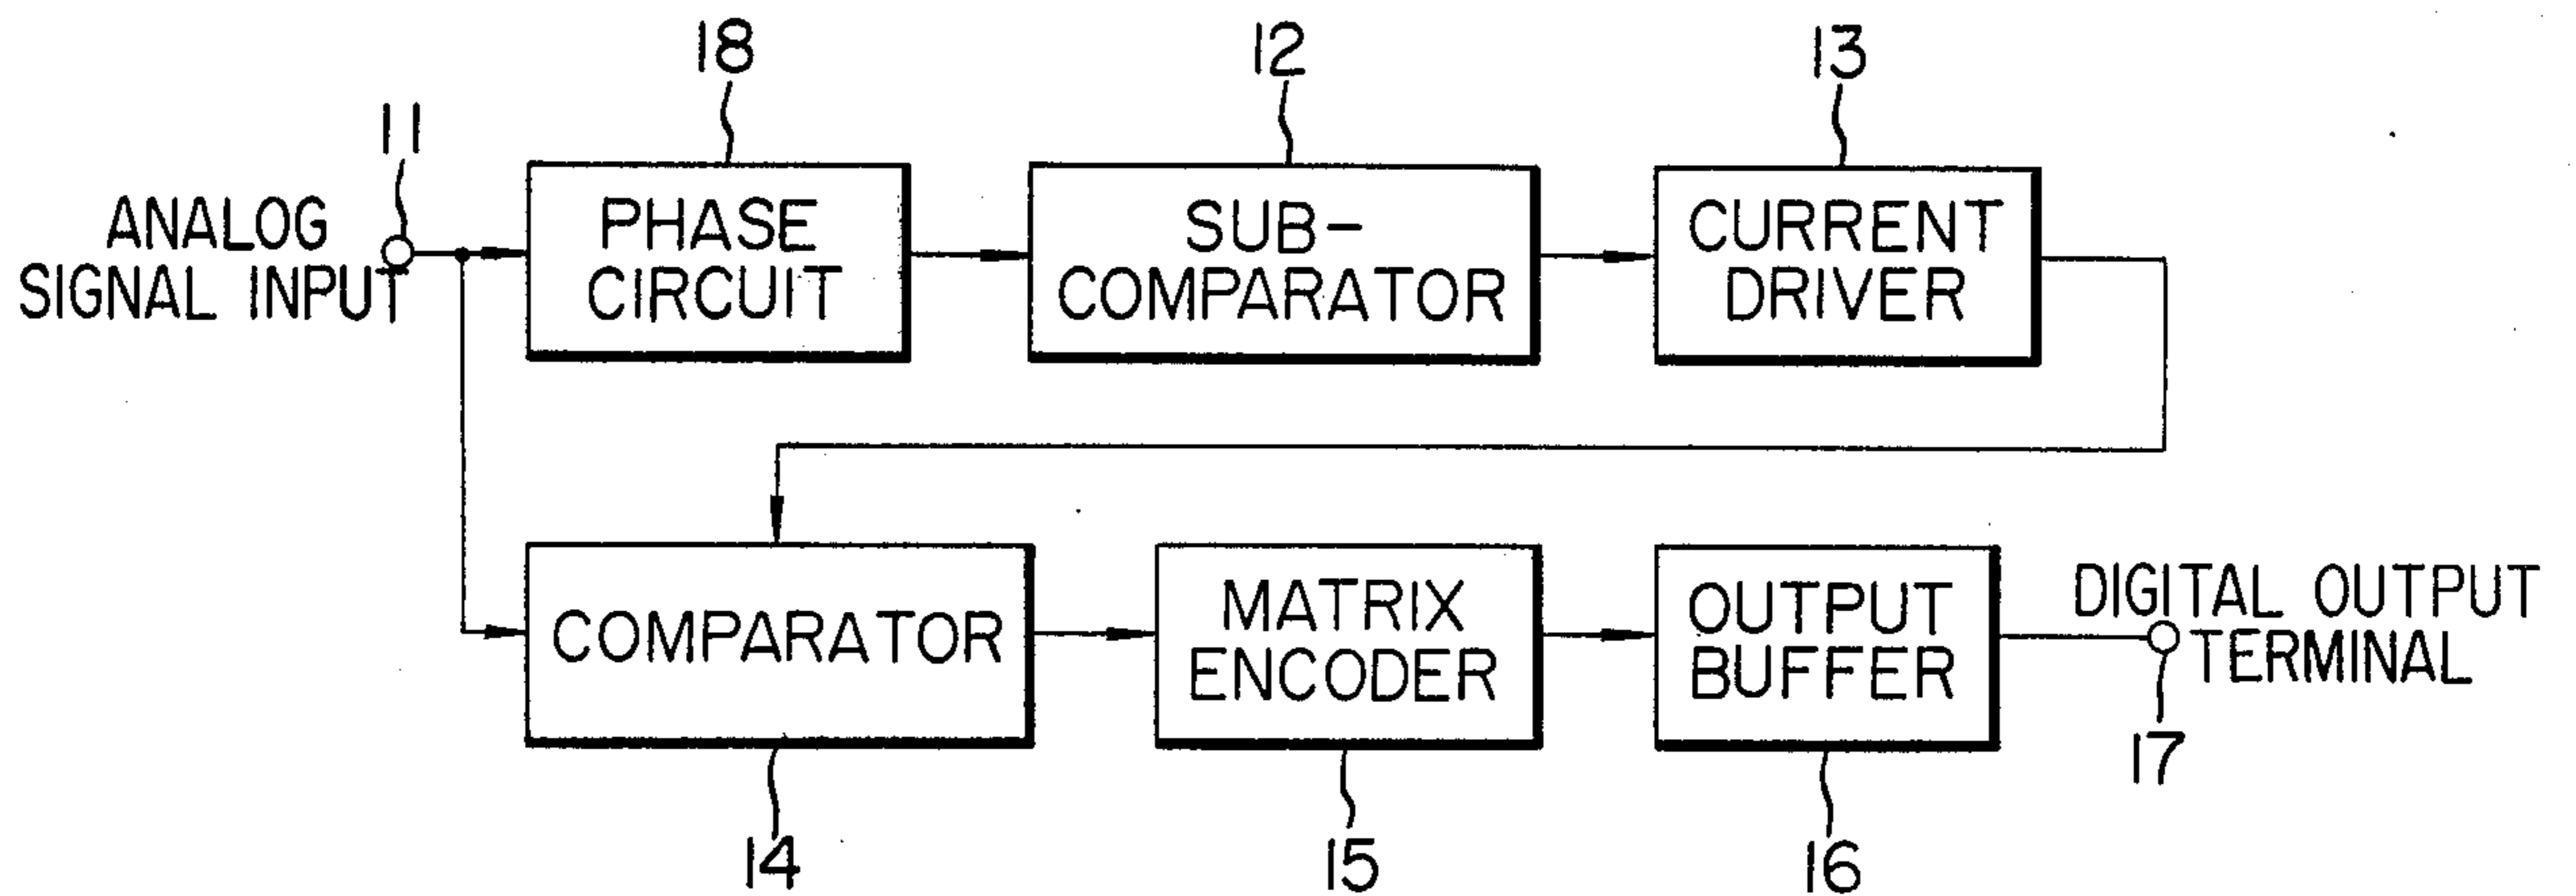 18
12
13
11
ANALOG
SIGNAL INPUT
PHASE
CIRCUIT
SUB-
COMPARATOR
CURRENT
DRIVER
COMPARATOR
MATRIX
ENCODER
OUTPUT
BUFFER
DIGITAL OUTPUT
TERMINAL
17
14
15
16